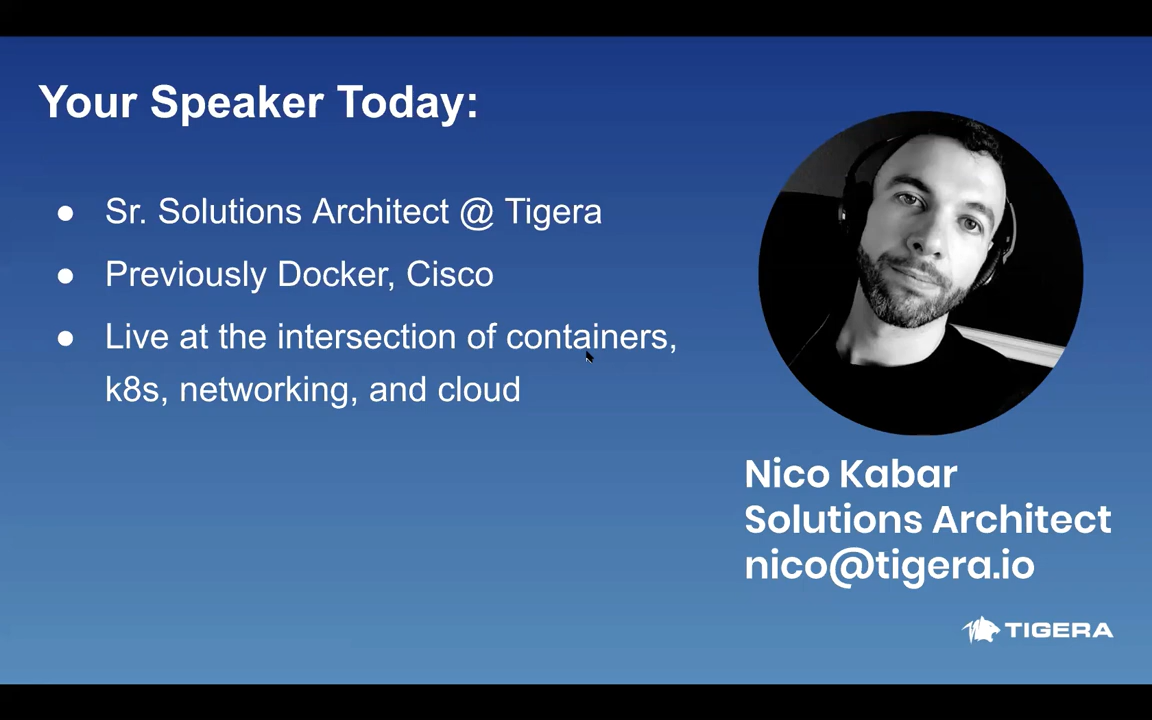 Your Speaker Today:
● Sr. Solutions Architect @ Tigera
● Previously Docker, Cisco
● Live at the intersection of containers,
k8s, networking, and cloud
Nico Kabar
Solutions Architect
nico@tigera.io
TIGERA